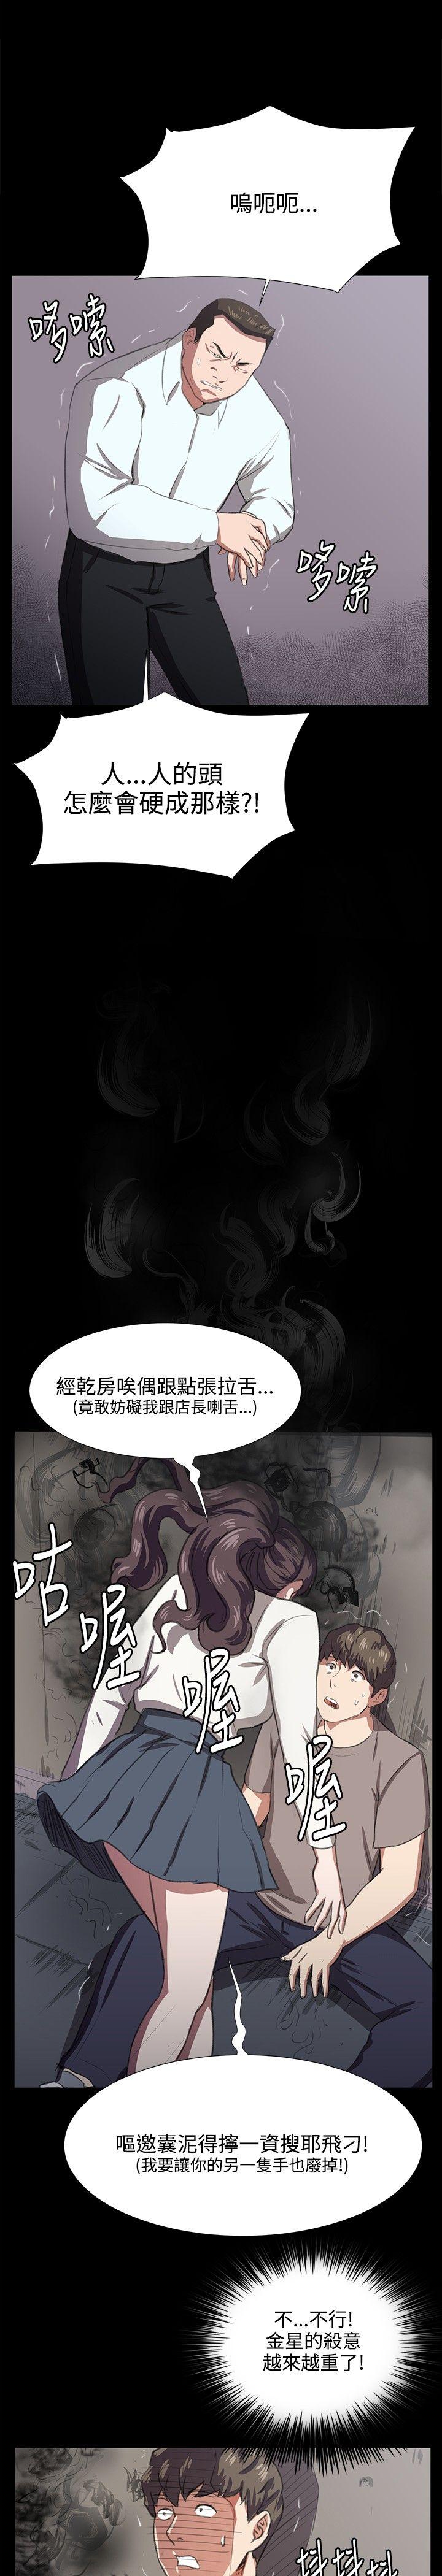 嗚呃呃...
哆嗦
哆嗦
人...人的頭
怎麼會硬成那樣?!
經乾房唉偶跟點張拉舌...
(竟敢妨礙我跟店長喇舌...)
咕喔喔喔
嘔邀囊泥得擰一資搜耶飛刁!
(我要讓你的另一隻手也廢掉!)
不...不行!
金星的殺意
越來越重了!
抖抖抖